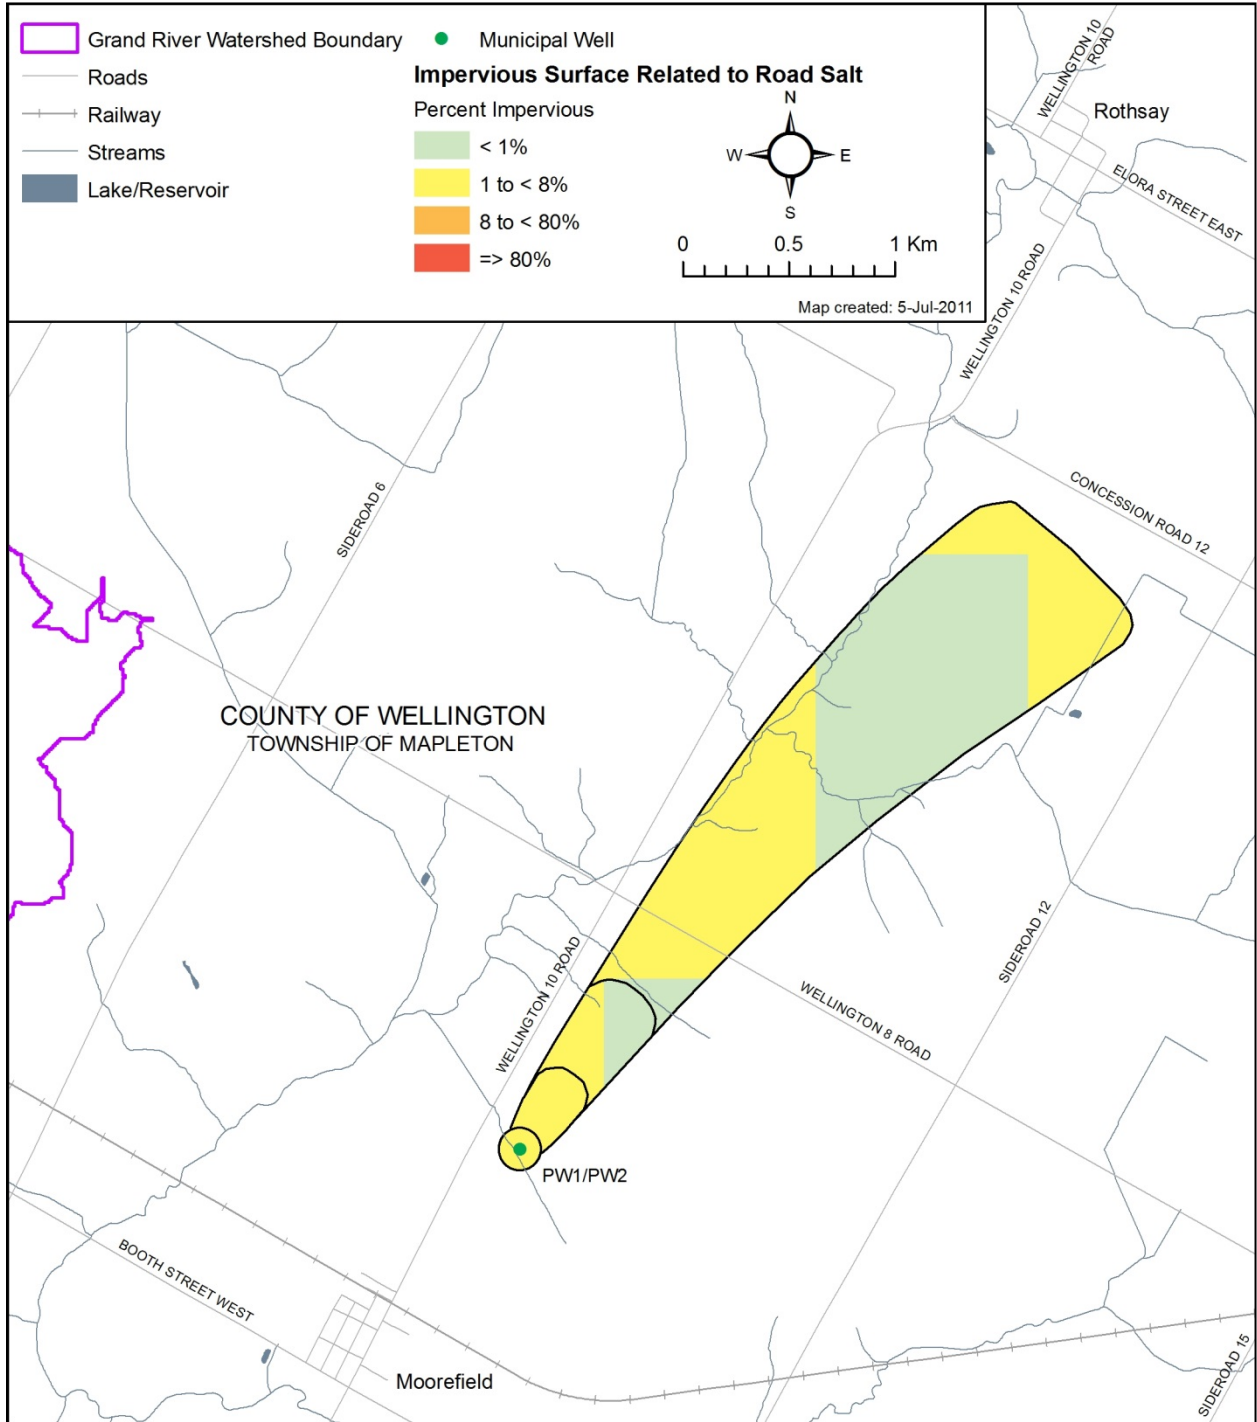 Grand River Watershed Boundary
Roads
Railway
Streams
Lake/Reservoir
Municipal Well
Impervious Surface Related to Road Salt
Percent Impervious
< 1%
1 to < 8%
8 to < 80%
=> 80%
N
W
E
S
0 0.5 1 Km
Map created: 5-Jul-2011
WELLINGTON 10
ROAD
Rothsay
ELORA STREET EAST
WELLINGTON 10 ROAD
SIDEROAD 6
CONCESSION ROAD 12
COUNTY OF WELLINGTON
TOWNSHIP OF MAPLETON
SIDEROAD 12
WELLINGTON 10 ROAD
WELLINGTON 8 ROAD
PW1/PW2
BOOTH STREET WEST
Moorefield
SIDEROAD 15